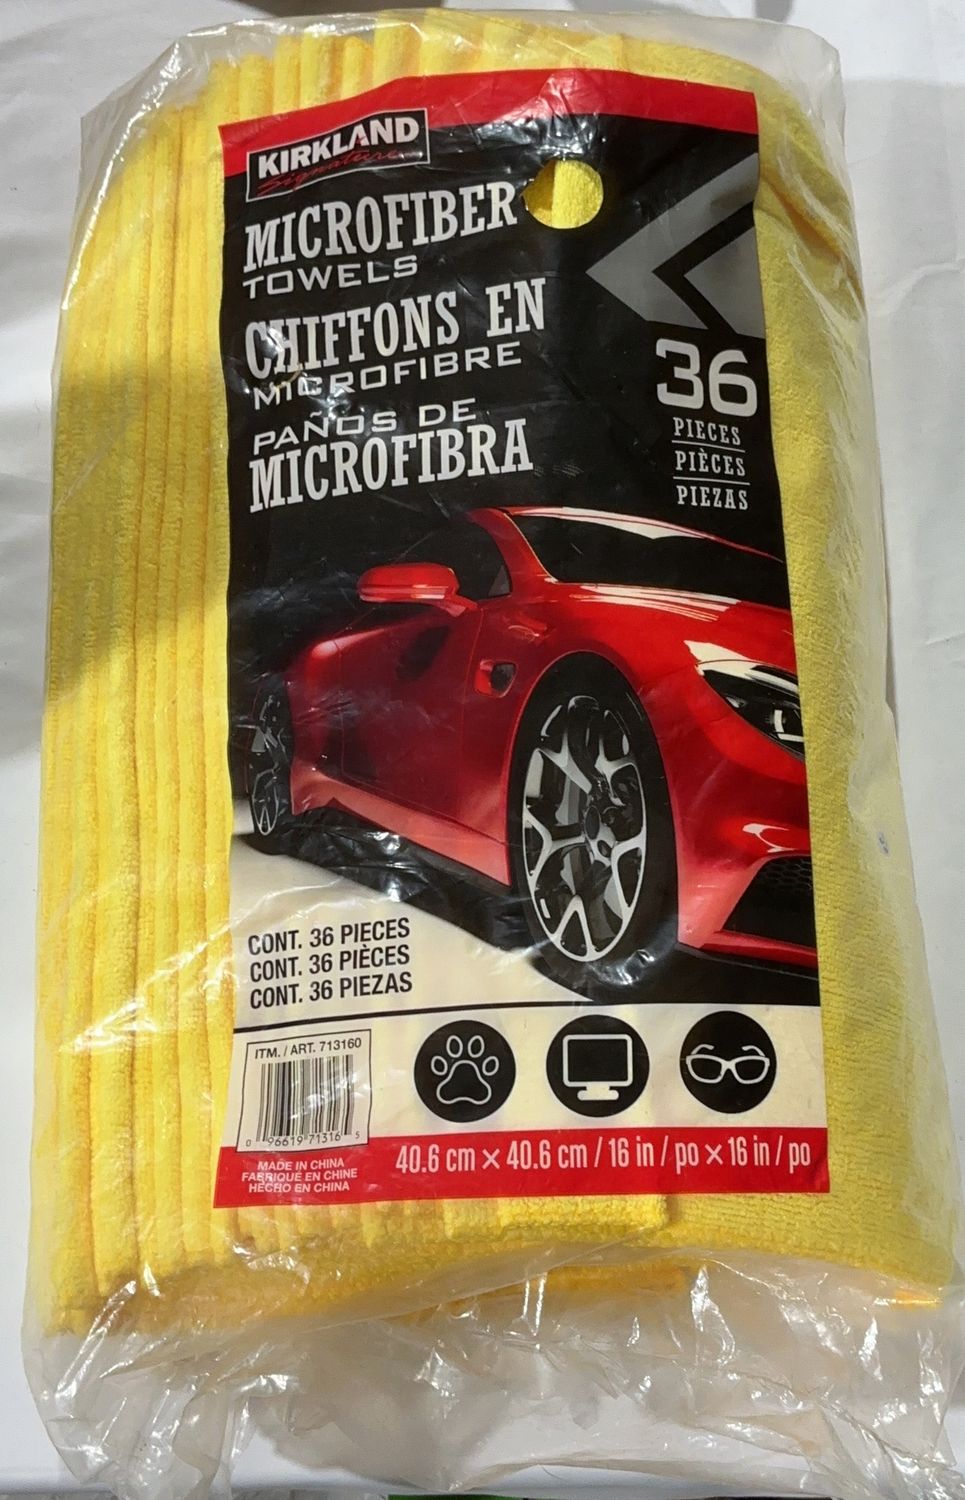 KIRKLAND
Signature
MICROFIBER
TOWELS
CHIFFONS EN
MICROFIBRE
PAÑOS DE
MICROFIBRA
36
PIECES
PIÈCES
PIEZAS
CONT. 36 PIECES
CONT. 36 PIÈCES
CONT. 36 PIEZAS
ITM. / ART. 713160
0 96619 71316 5
MADE IN CHINA
FABRIQUÉ EN CHINE
HECHO EN CHINA
40.6 cm × 40.6 cm / 16 in / po × 16 in / po